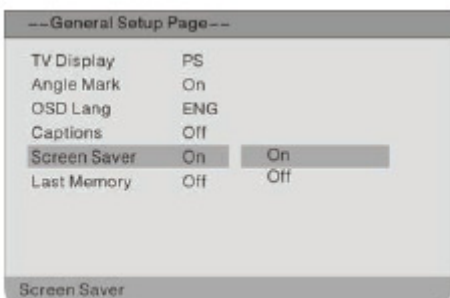 --General Setup Page--
TV Display PS
Angle Mark On
OSD Lang ENG
Captions Off
Screen Saver On On
Last Memory Off Off
Screen Saver